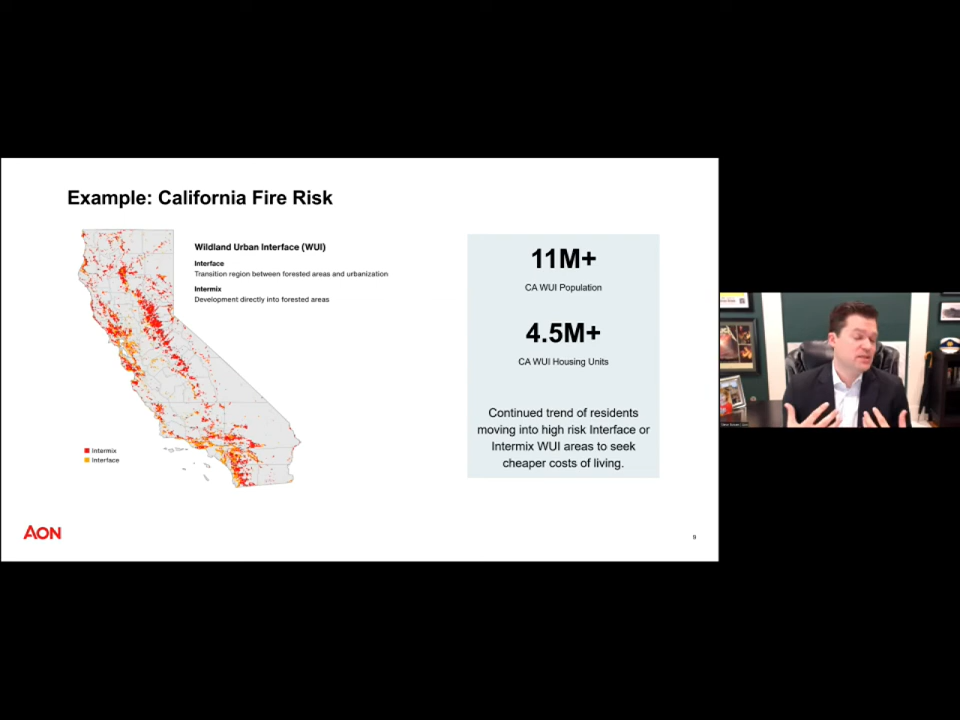 Example: California Fire Risk
Wildland Urban Interface (WUI)
Interface
Transition region between forested areas and urbanization
Intermix
Development directly into forested areas
Intermix
Interface
11M+
CA WUI Population
4.5M+
CA WUI Housing Units
Continued trend of residents
moving into high risk Interface or
Intermix WUI areas to seek
cheaper costs of living.
AON
9